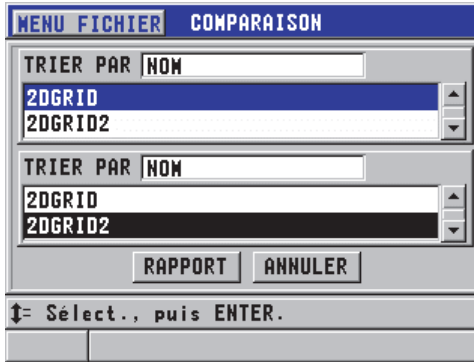 MENU FICHIER COMPARAISON
TRIER PAR NOM
2DGRID
2DGRID2
TRIER PAR NOM
2DGRID
2DGRID2
RAPPORT ANNULER
↕= Sélect., puis ENTER.